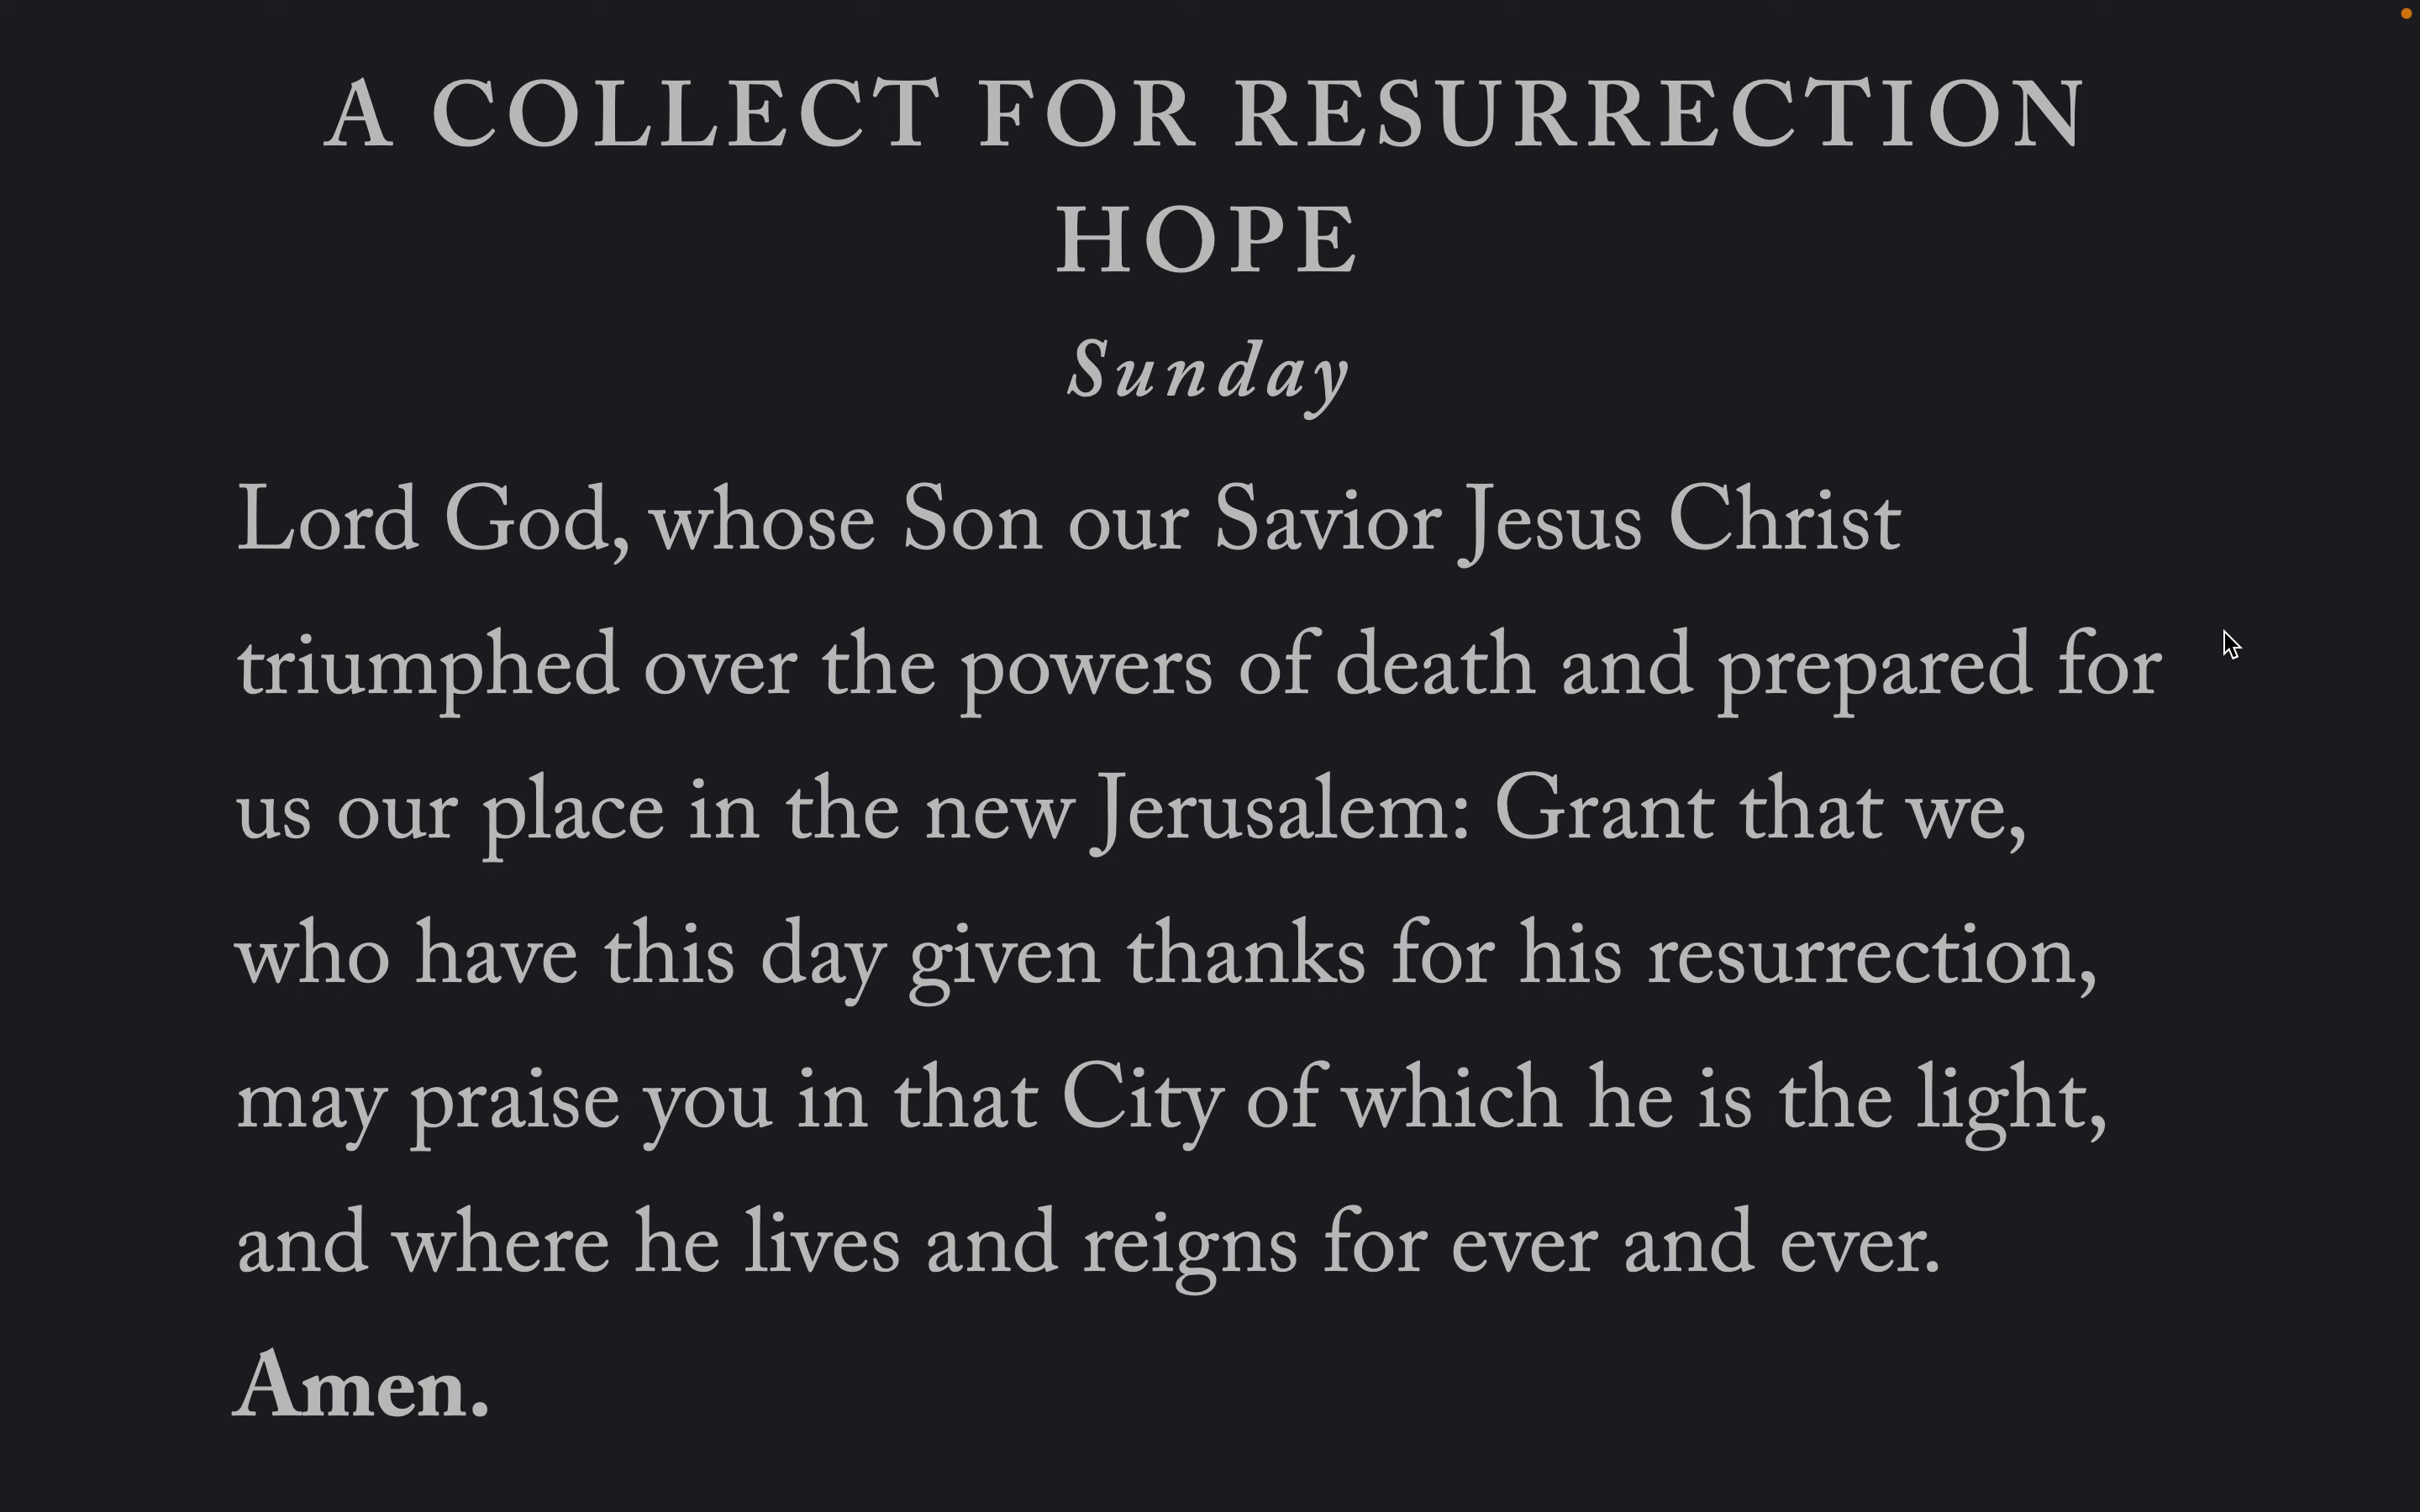 A COLLECT FOR RESURRECTION
HOPE
Sunday
Lord God, whose Son our Savior Jesus Christ
triumphed over the powers of death and prepared for
us our place in the new Jerusalem: Grant that we,
who have this day given thanks for his resurrection,
may praise you in that City of which he is the light,
and where he lives and reigns for ever and ever.
Amen.